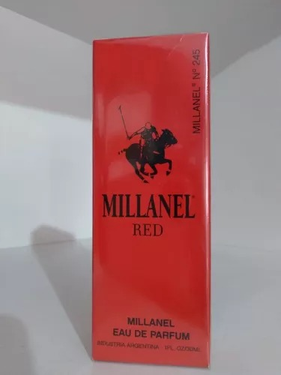 MILLANEL® N° 245
MILLANEL®
RED
MILLANEL
EAU DE PARFUM
INDUSTRIA ARGENTINA